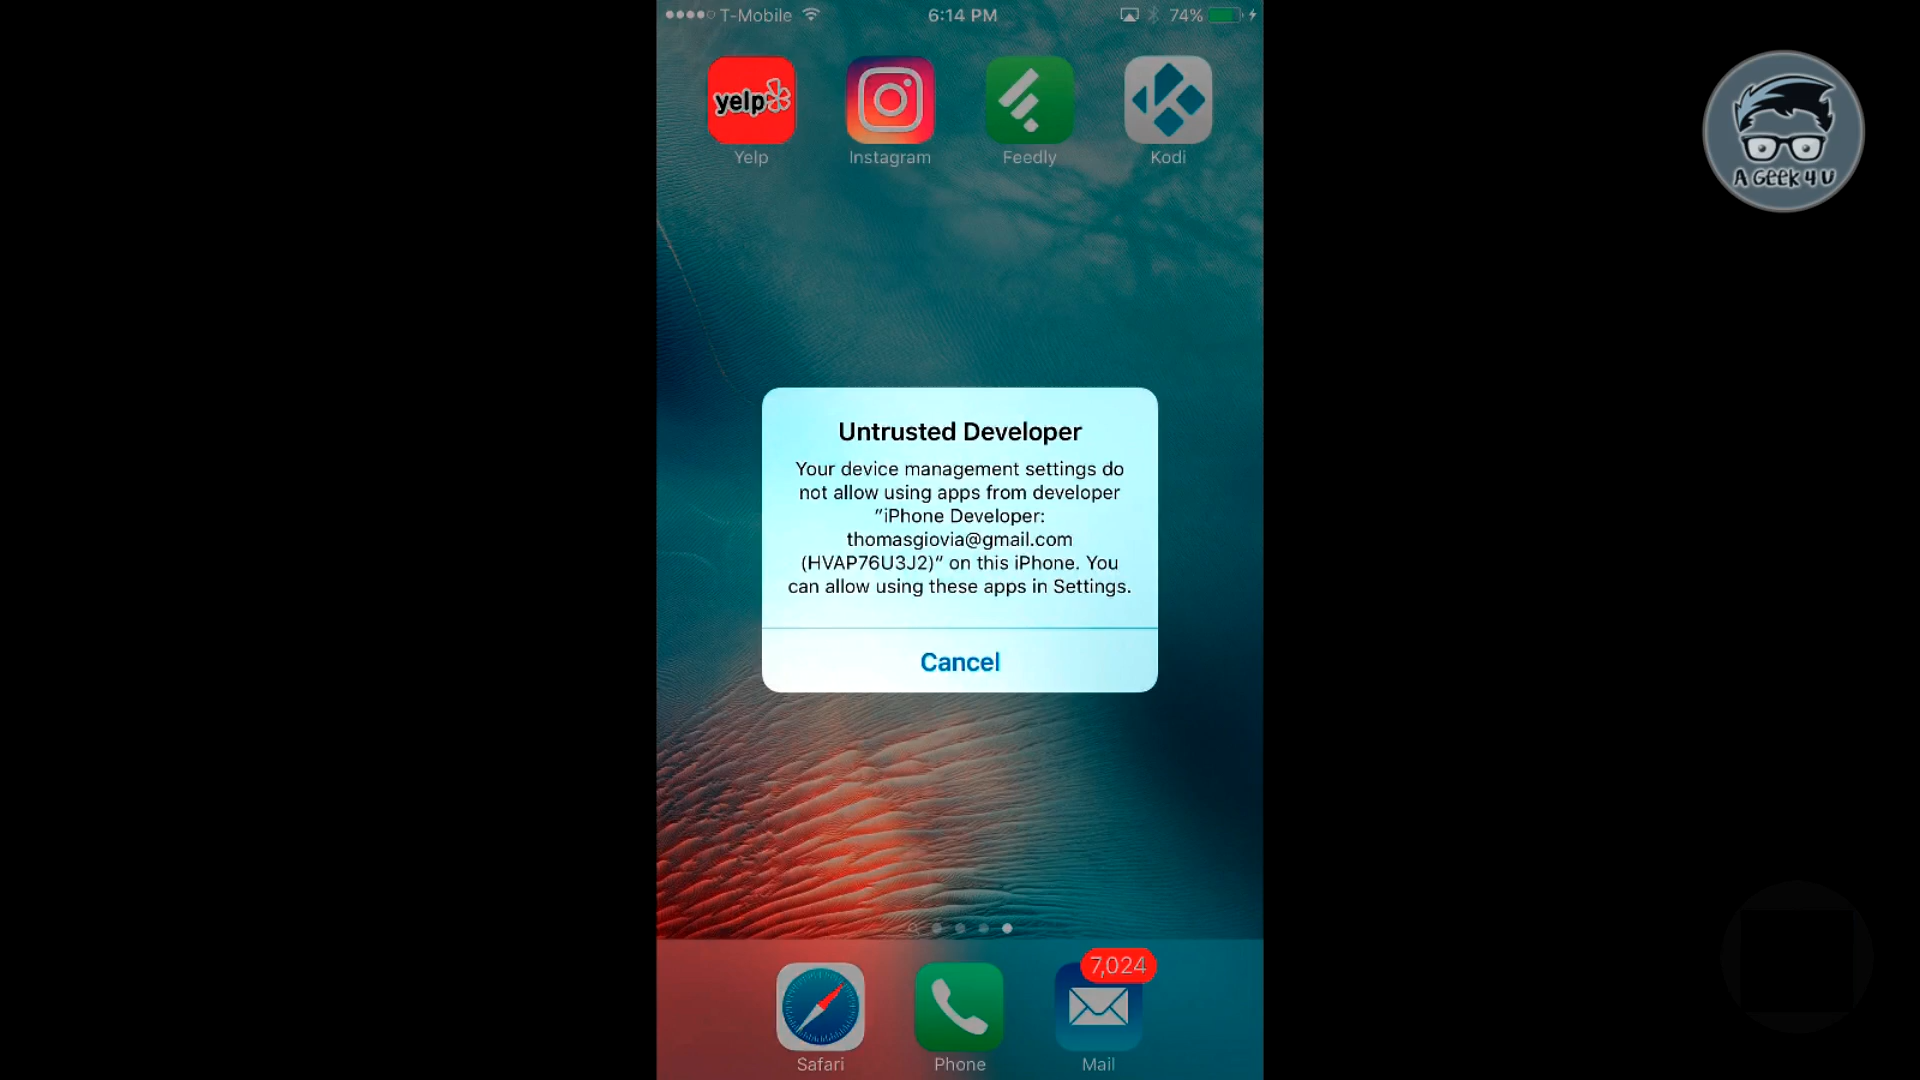 T-Mobile
6:14 PM
74%
yelp
Yelp
Instagram
Feedly
Kodi
A GEEK 4 U
Untrusted Developer
Your device management settings do
not allow using apps from developer
"iPhone Developer:
thomasgiovia@gmail.com
(HVAP76U3J2)" on this iPhone. You
can allow using these apps in Settings.
Cancel
7,024
Safari
Phone
Mail